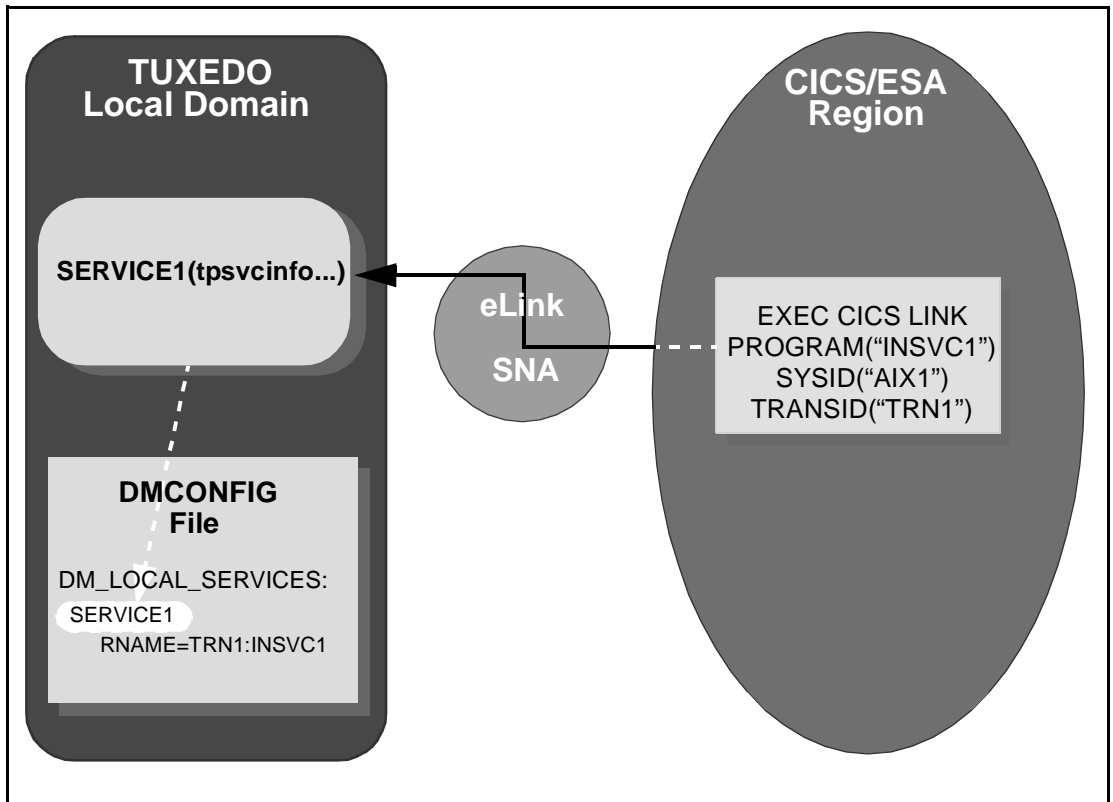 TUXEDO
Local Domain
SERVICE1(tpsvcinfo...)
DMCONFIG
File
DM_LOCAL_SERVICES:
SERVICE1
RNAME=TRN1:INSVC1
eLink
SNA
CICS/ESA
Region
EXEC CICS LINK
PROGRAM(“INSVC1”)
SYSID(“AIX1”)
TRANSID(“TRN1”)